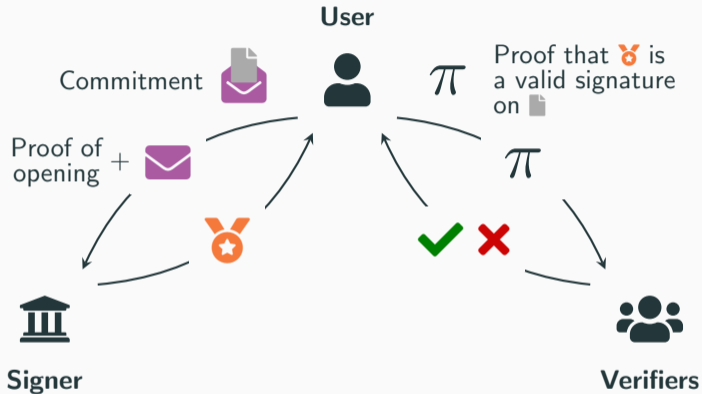 User
Commitment
π
Proof that is
a valid signature
on
Proof of
opening
+
π
Signer
Verifiers